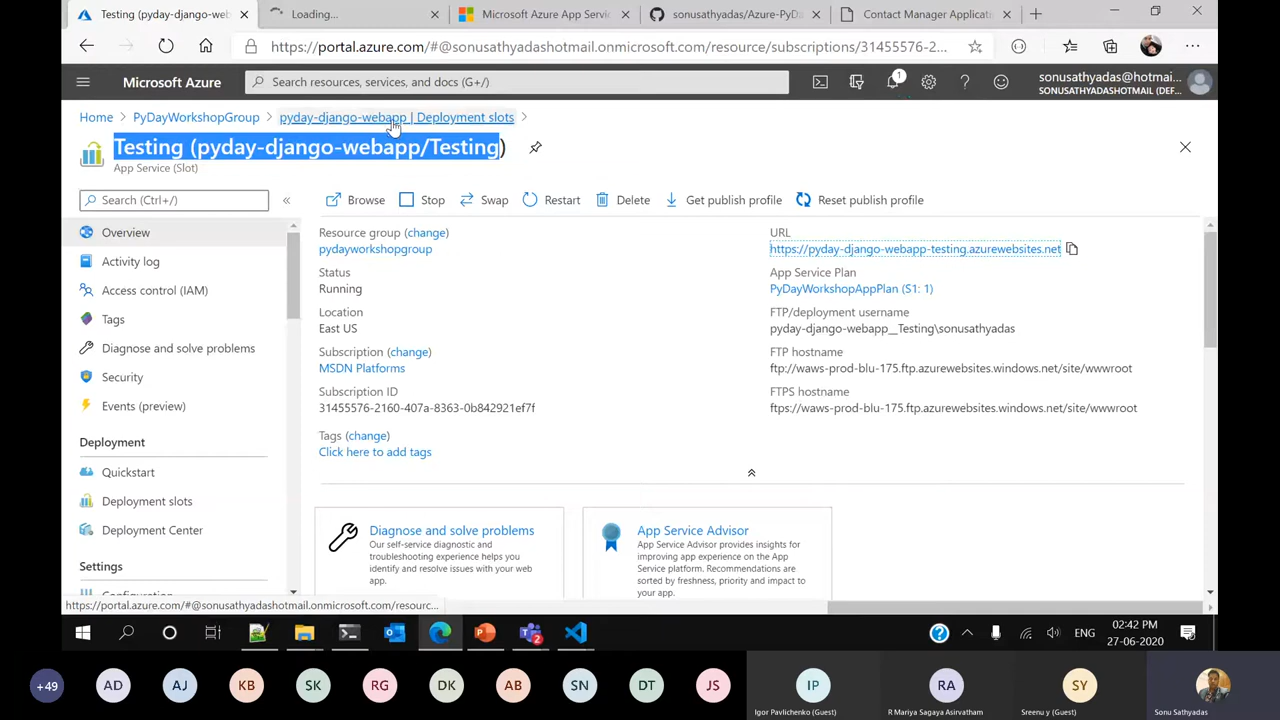 Testing (pyday-django-web
Loading...
Microsoft Azure App Servic
sonusathyadas/Azure-PyDa
Contact Manager Applicati
https://portal.azure.com/#@sonusathyadashotmail.onmicrosoft.com/resource/subscriptions/31455576-2...
Microsoft Azure
Search resources, services, and docs (G+/)
1
sonusathyadas@hotmai...
SONUSATHYADASHOTMAIL (DEF...
Home
PyDayWorkshopGroup
pyday-django-webapp | Deployment slots
Testing (pyday-django-webapp/Testing)
App Service (Slot)
Search (Ctrl+/)
Browse
Stop
Swap
Restart
Delete
Get publish profile
Reset publish profile
Overview
Activity log
Access control (IAM)
Tags
Diagnose and solve problems
Security
Events (preview)
Deployment
Quickstart
Deployment slots
Deployment Center
Settings
Configuration
Resource group (change)
pydayworkshopgroup
Status
Running
Location
East US
Subscription (change)
MSDN Platforms
Subscription ID
31455576-2160-407a-8363-0b842921ef7f
Tags (change)
Click here to add tags
URL
https://pyday-django-webapp-testing.azurewebsites.net
App Service Plan
PyDayWorkshopAppPlan (S1: 1)
FTP/deployment username
pyday-django-webapp__Testing\sonusathyadas
FTP hostname
ftp://waws-prod-blu-175.ftp.azurewebsites.windows.net/site/wwwroot
FTPS hostname
ftps://waws-prod-blu-175.ftp.azurewebsites.windows.net/site/wwwroot
Diagnose and solve problems
Our self-service diagnostic and
troubleshooting experience helps you
identify and resolve issues with your web
app.
App Service Advisor
App Service Advisor provides insights for
improving app experience on the App
Service platform. Recommendations are
sorted by freshness, priority and impact to
your app.
https://portal.azure.com/#@sonusathyadashotmail.onmicrosoft.com/resourc...
2
ENG
02:42 PM
27-06-2020
+49
AD
AJ
KB
SK
RG
DK
AB
SN
DT
JS
IP
Igor Pavlichenko (Guest)
RA
R Mariya Sagaya Asirvatham
SY
Sreenu y (Guest)
Sonu Sathyadas